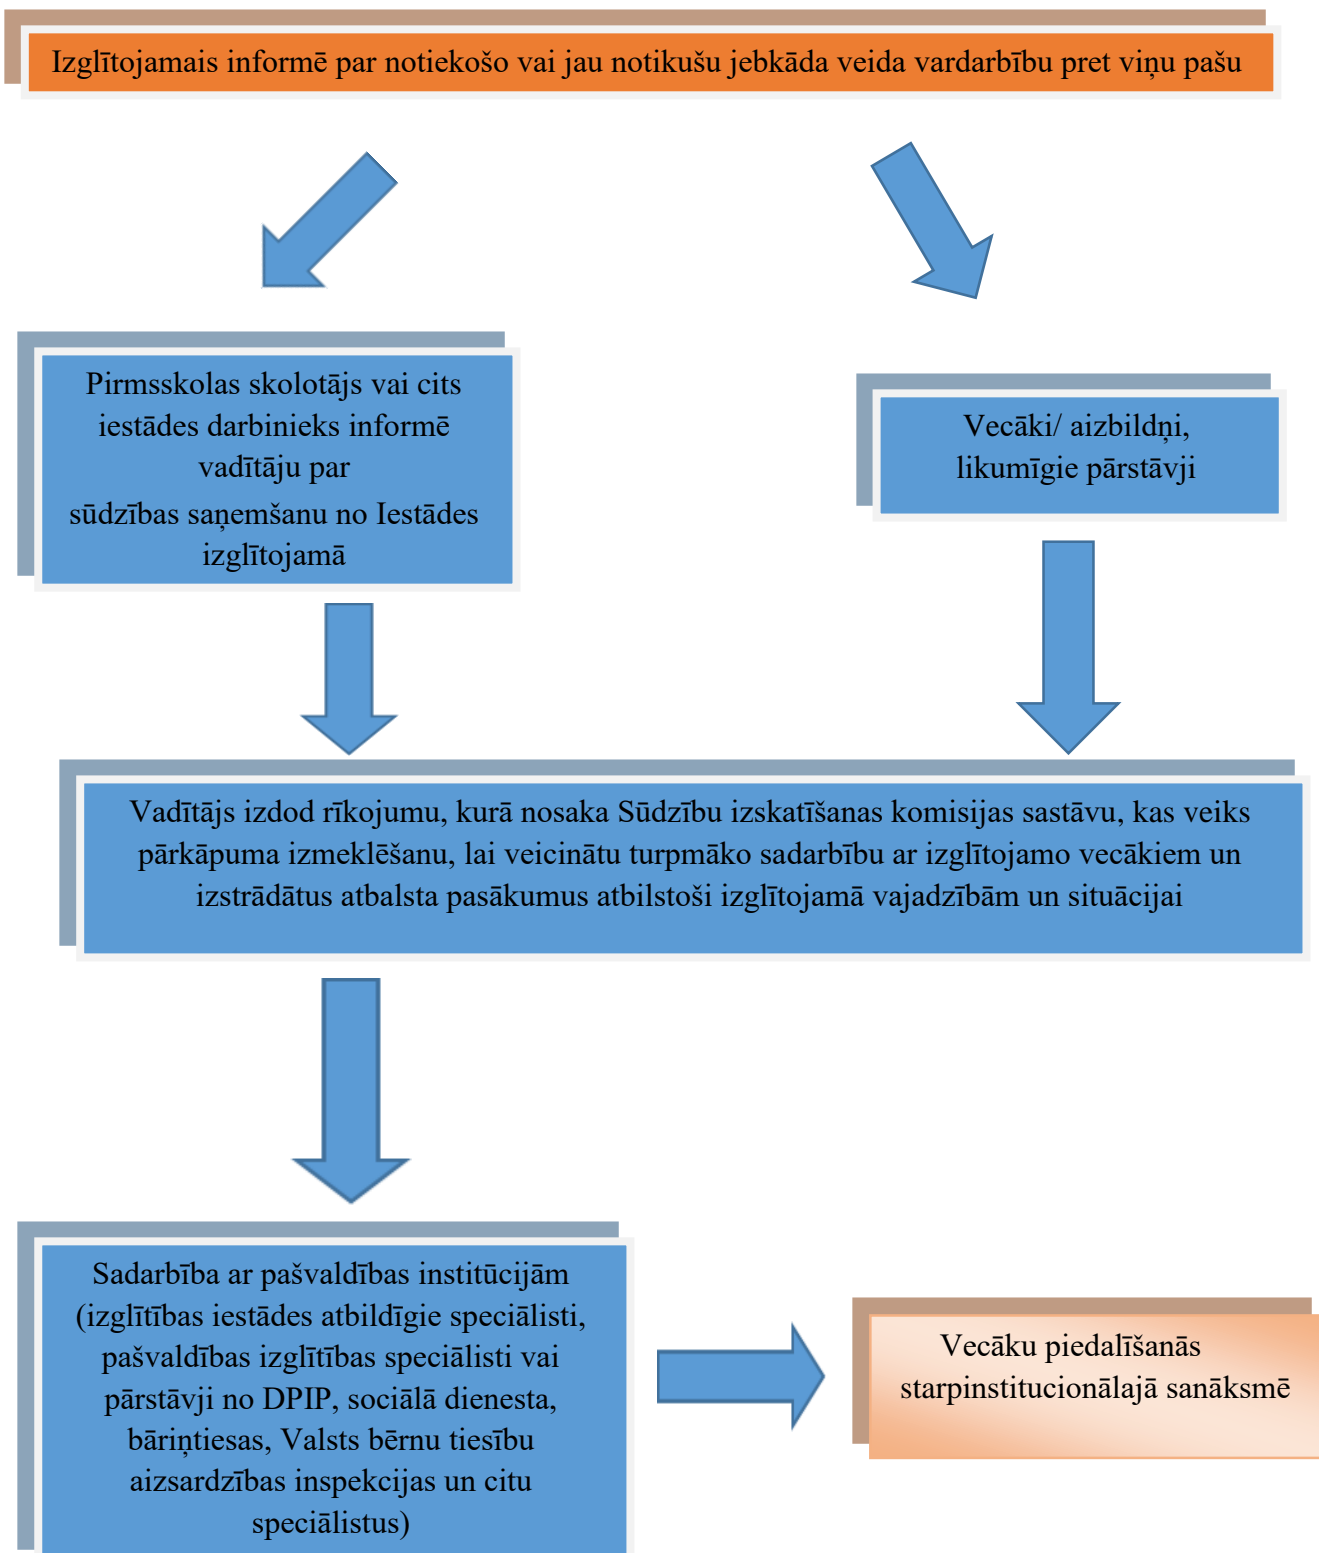 Izglītojamais informē par notiekošo vai jau notikušu jebkāda veida vardarbību pret viņu pašu
Pirmsskolas skolotājs vai cits
iestādes darbinieks informē
vadītāju par
sūdzības saņemšanu no Iestādes
izglītojamā
Vecāki/ aizbildņi,
likumīgie pārstāvji
Vadītājs izdod rīkojumu, kurā nosaka Sūdzību izskatīšanas komisijas sastāvu, kas veiks
pārkāpuma izmeklēšanu, lai veicinātu turpmāko sadarbību ar izglītojamo vecākiem un
izstrādātus atbalsta pasākumus atbilstoši izglītojamā vajadzībām un situācijai
Sadarbība ar pašvaldības institūcijām
(izglītības iestādes atbildīgie speciālisti,
pašvaldības izglītības speciālisti vai
pārstāvji no DPIP, sociālā dienesta,
bāriņtiesas, Valsts bērnu tiesību
aizsardzības inspekcijas un citu
speciālistus)
Vecāku piedalīšanās
starpinstitucionālajā sanāksmē